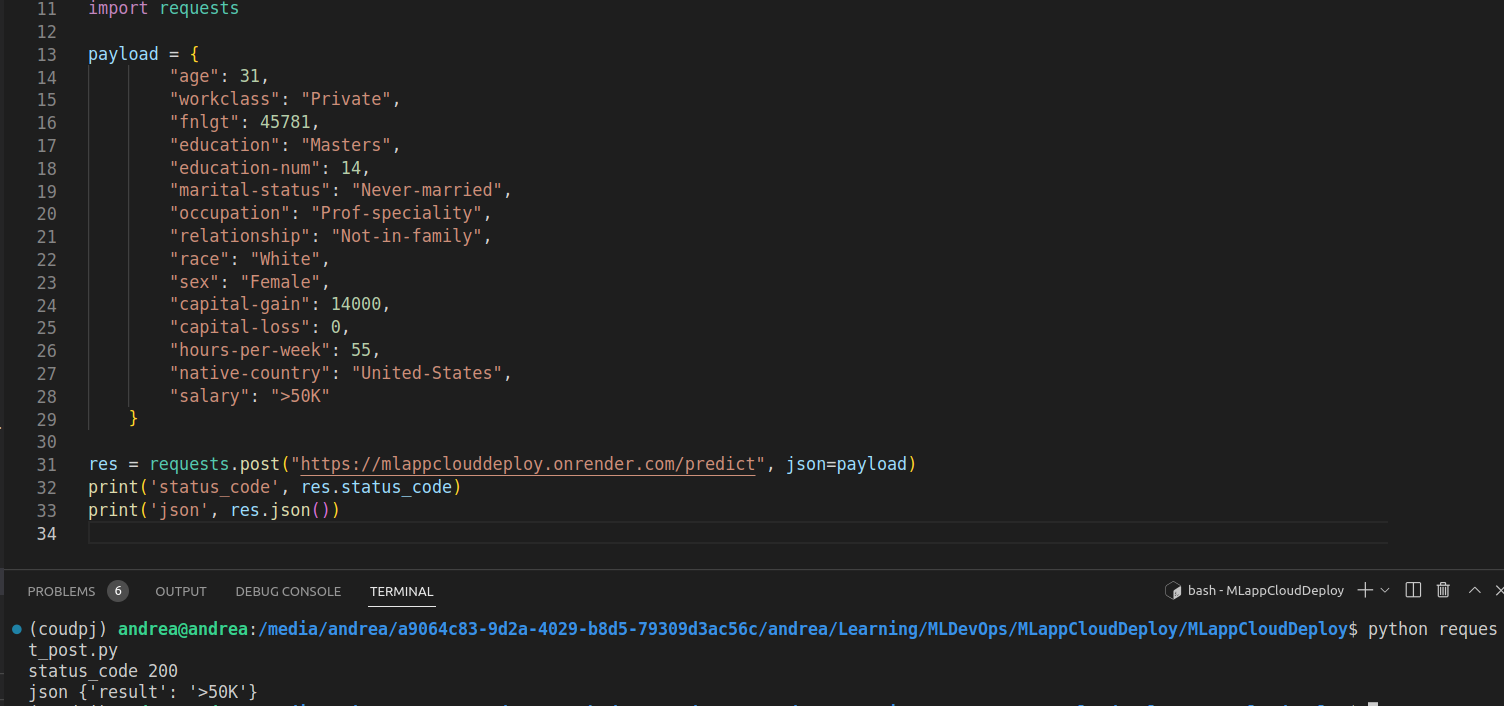 11 import requests
12
13 payload = {
14 "age": 31,
15 "workclass": "Private",
16 "fnlgt": 45781,
17 "education": "Masters",
18 "education-num": 14,
19 "marital-status": "Never-married",
20 "occupation": "Prof-speciality",
21 "relationship": "Not-in-family",
22 "race": "White",
23 "sex": "Female",
24 "capital-gain": 14000,
25 "capital-loss": 0,
26 "hours-per-week": 55,
27 "native-country": "United-States",
28 "salary": ">50K"
29 }
30
31 res = requests.post("https://mlappclouddeploy.onrender.com/predict", json=payload)
32 print('status_code', res.status_code)
33 print('json', res.json())
34
PROBLEMS 6 OUTPUT DEBUG CONSOLE TERMINAL bash - MLappCloudDeploy
(coudpj) andrea@andrea:/media/andrea/a9064c83-9d2a-4029-b8d5-79309d3ac56c/andrea/Learning/MLDevOps/MLappCloudDeploy/MLappCloudDeploy$ python reques
t_post.py
status_code 200
json {'result': '>50K'}